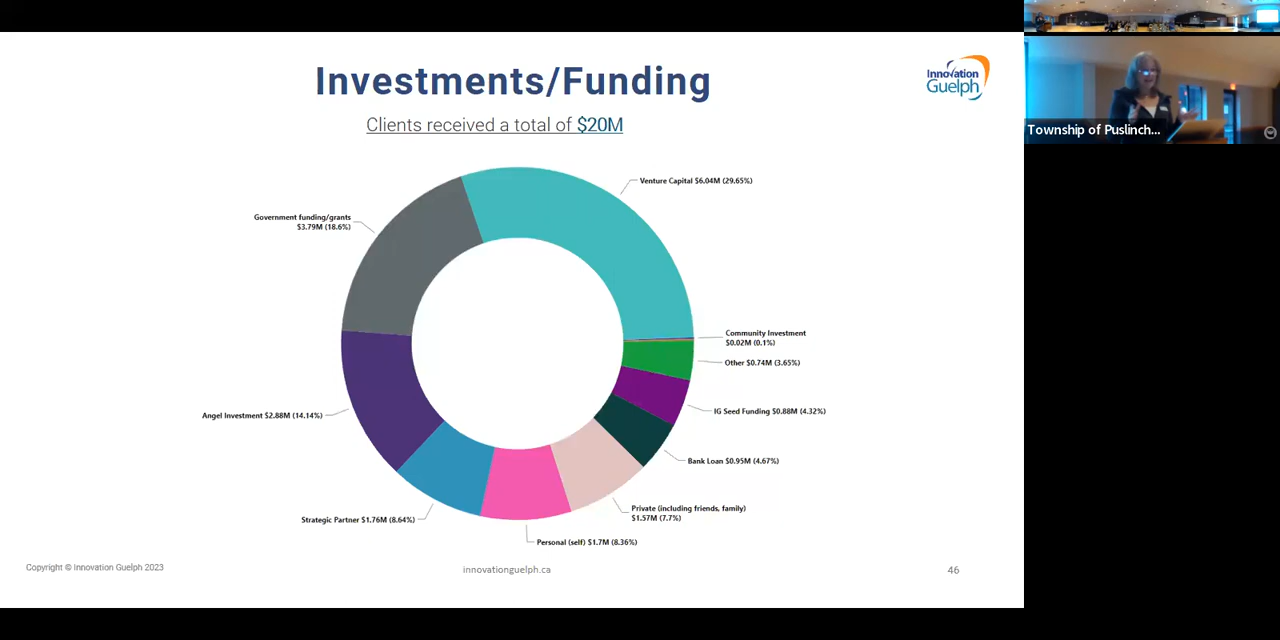 Investments/Funding
Innovation
Guelph
Clients received a total of $20M
Venture Capital $6.04M (29.65%)
Government funding/grants
$3.79M (18.6%)
Community Investment
$0.02M (0.1%)
Other $0.74M (3.65%)
IG Seed Funding $0.88M (4.32%)
Angel Investment $2.88M (14.14%)
Bank Loan $0.95M (4.67%)
Private (including friends, family)
$1.57M (7.7%)
Strategic Partner $1.76M (8.64%)
Personal (self) $1.7M (8.36%)
Copyright © Innovation Guelph 2023
innovationguelph.ca
46
Township of Puslinch...